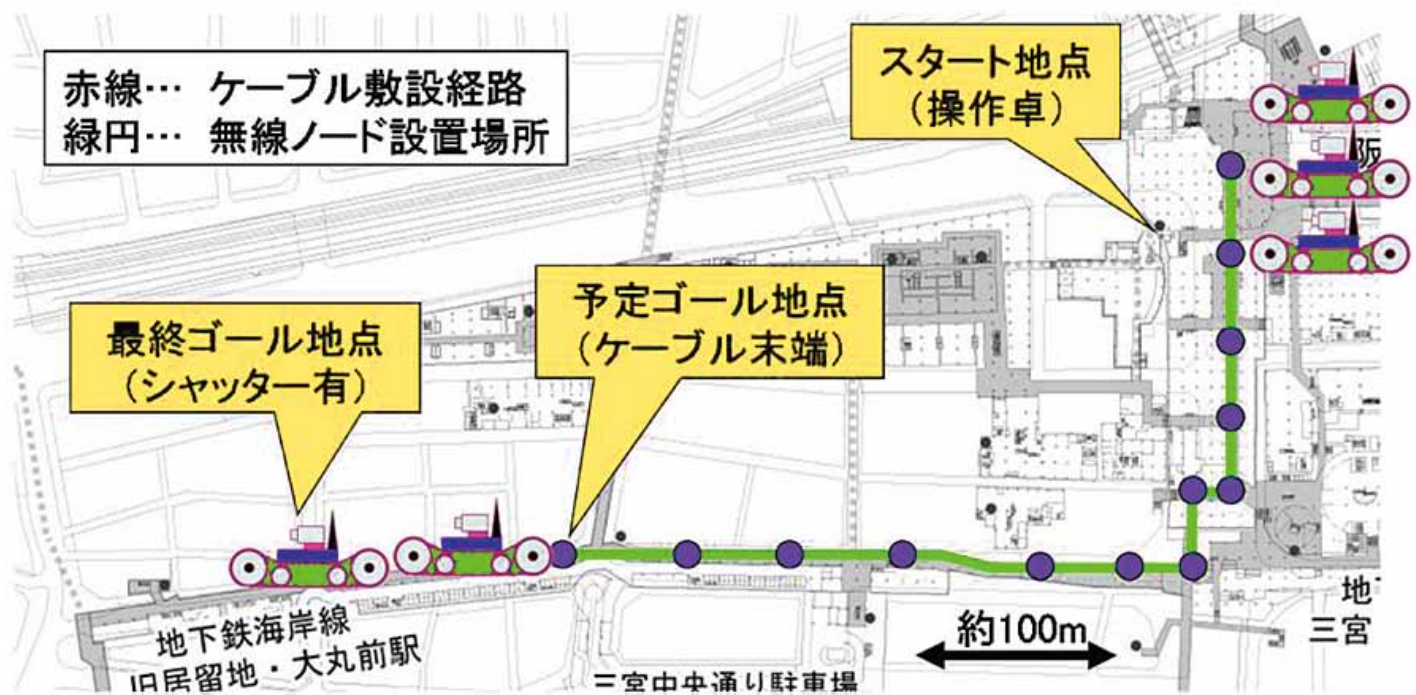 赤線… ケーブル敷設経路
緑円… 無線ノード設置場所
スタート地点
（操作卓）
阪
予定ゴール地点
（ケーブル末端）
最終ゴール地点
（シャッター有）
約100m
地
三宮
地下鉄海岸線
旧居留地・大丸前駅
三宮中央通り駐車場